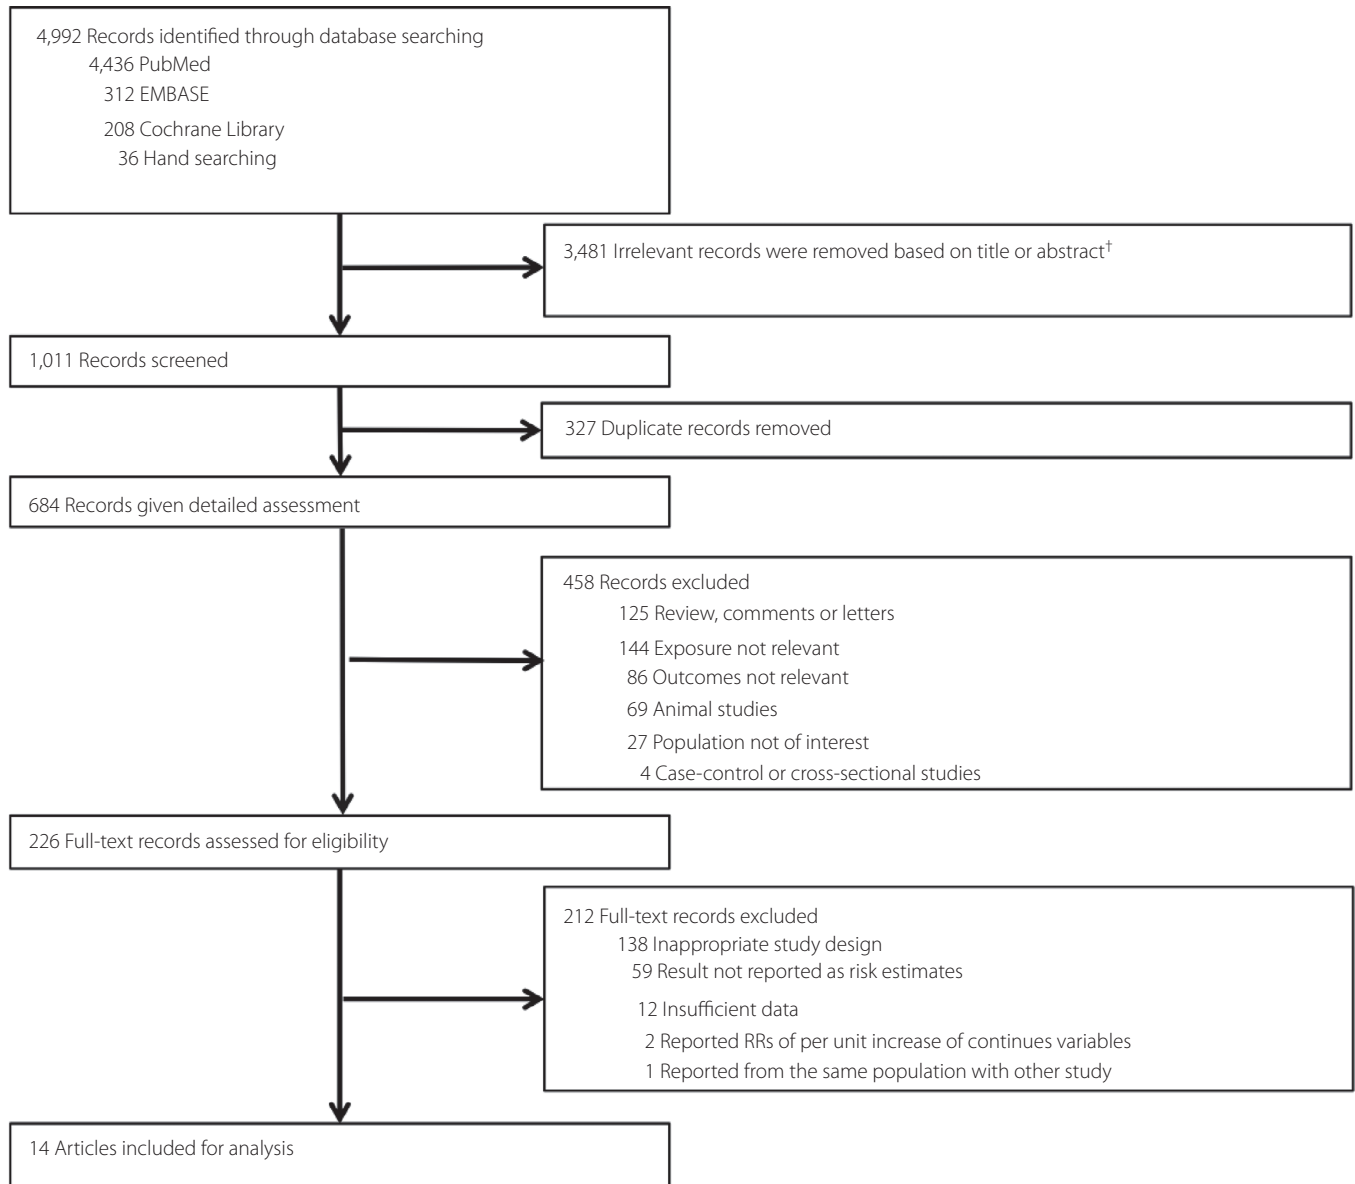 4,992 Records identified through database searching
4,436 PubMed
312 EMBASE
208 Cochrane Library
36 Hand searching
3,481 Irrelevant records were removed based on title or abstract†
1,011 Records screened
327 Duplicate records removed
684 Records given detailed assessment
458 Records excluded
125 Review, comments or letters
144 Exposure not relevant
86 Outcomes not relevant
69 Animal studies
27 Population not of interest
4 Case-control or cross-sectional studies
226 Full-text records assessed for eligibility
212 Full-text records excluded
138 Inappropriate study design
59 Result not reported as risk estimates
12 Insufficient data
2 Reported RRs of per unit increase of continues variables
1 Reported from the same population with other study
14 Articles included for analysis